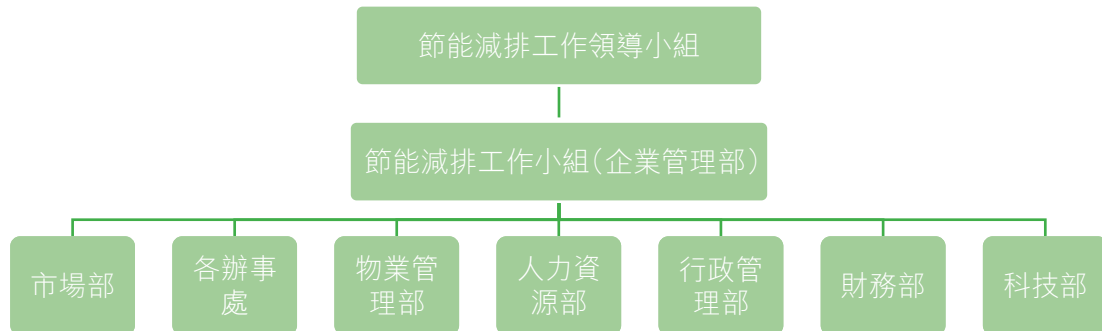 節能減排工作領導小組
節能減排工作小組（企業管理部）
市場部
各辦事
處
物業管
理部
人力資
源部
行政管
理部
財務部
科技部